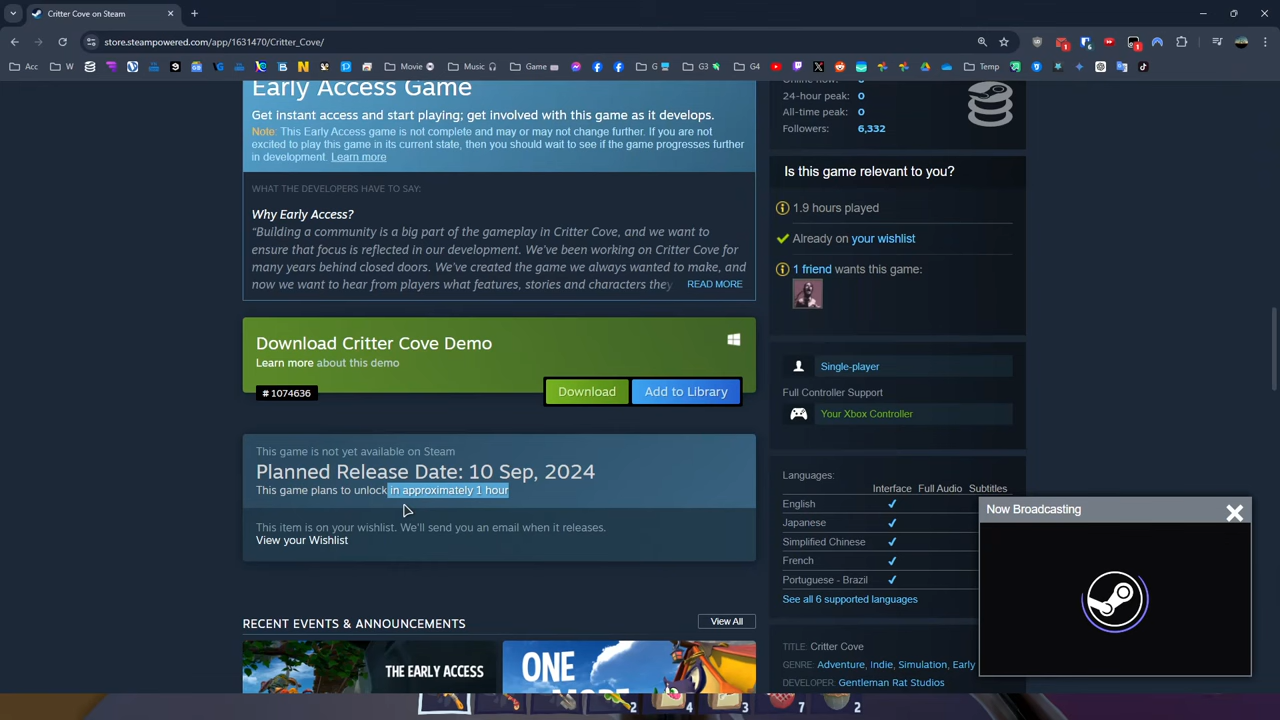 Critter Cove on Steam
store.steampowered.com/app/1631470/Critter_Cove/
Acc W Movie Music Game G G3 G4 Temp
Early Access Game
Get instant access and start playing; get involved with this game as it develops.
Note: This Early Access game is not complete and may or may not change further. If you are
not excited to play this game in its current state, then you should wait to see if the game progresses further
in development. Learn more
WHAT THE DEVELOPERS HAVE TO SAY:
Why Early Access?
“Building a community is a big part of the gameplay in Critter Cove, and we want to
ensure that focus is reflected in our development. We've been working on Critter Cove for
many years behind closed doors. We've created the game we always wanted to make, and
now we want to hear from players what features, stories and characters they
READ MORE
Download Critter Cove Demo
Learn more about this demo
# 1074636
Download
Add to Library
This game is not yet available on Steam
Planned Release Date: 10 Sep, 2024
This game plans to unlock in approximately 1 hour
This item is on your wishlist. We'll send you an email when it releases.
View your Wishlist
RECENT EVENTS & ANNOUNCEMENTS
View All
THE EARLY ACCESS
ONE
MORE
24-hour peak: 0
All-time peak: 0
Followers: 6,332
Is this game relevant to you?
1.9 hours played
Already on your wishlist
1 friend wants this game:
Single-player
Full Controller Support
Your Xbox Controller
Languages:
Interface Full Audio Subtitles
English
Japanese
Simplified Chinese
French
Portuguese - Brazil
See all 6 supported languages
TITLE: Critter Cove
GENRE: Adventure, Indie, Simulation, Early
DEVELOPER: Gentleman Rat Studios
Now Broadcasting
2 4 3 7 2